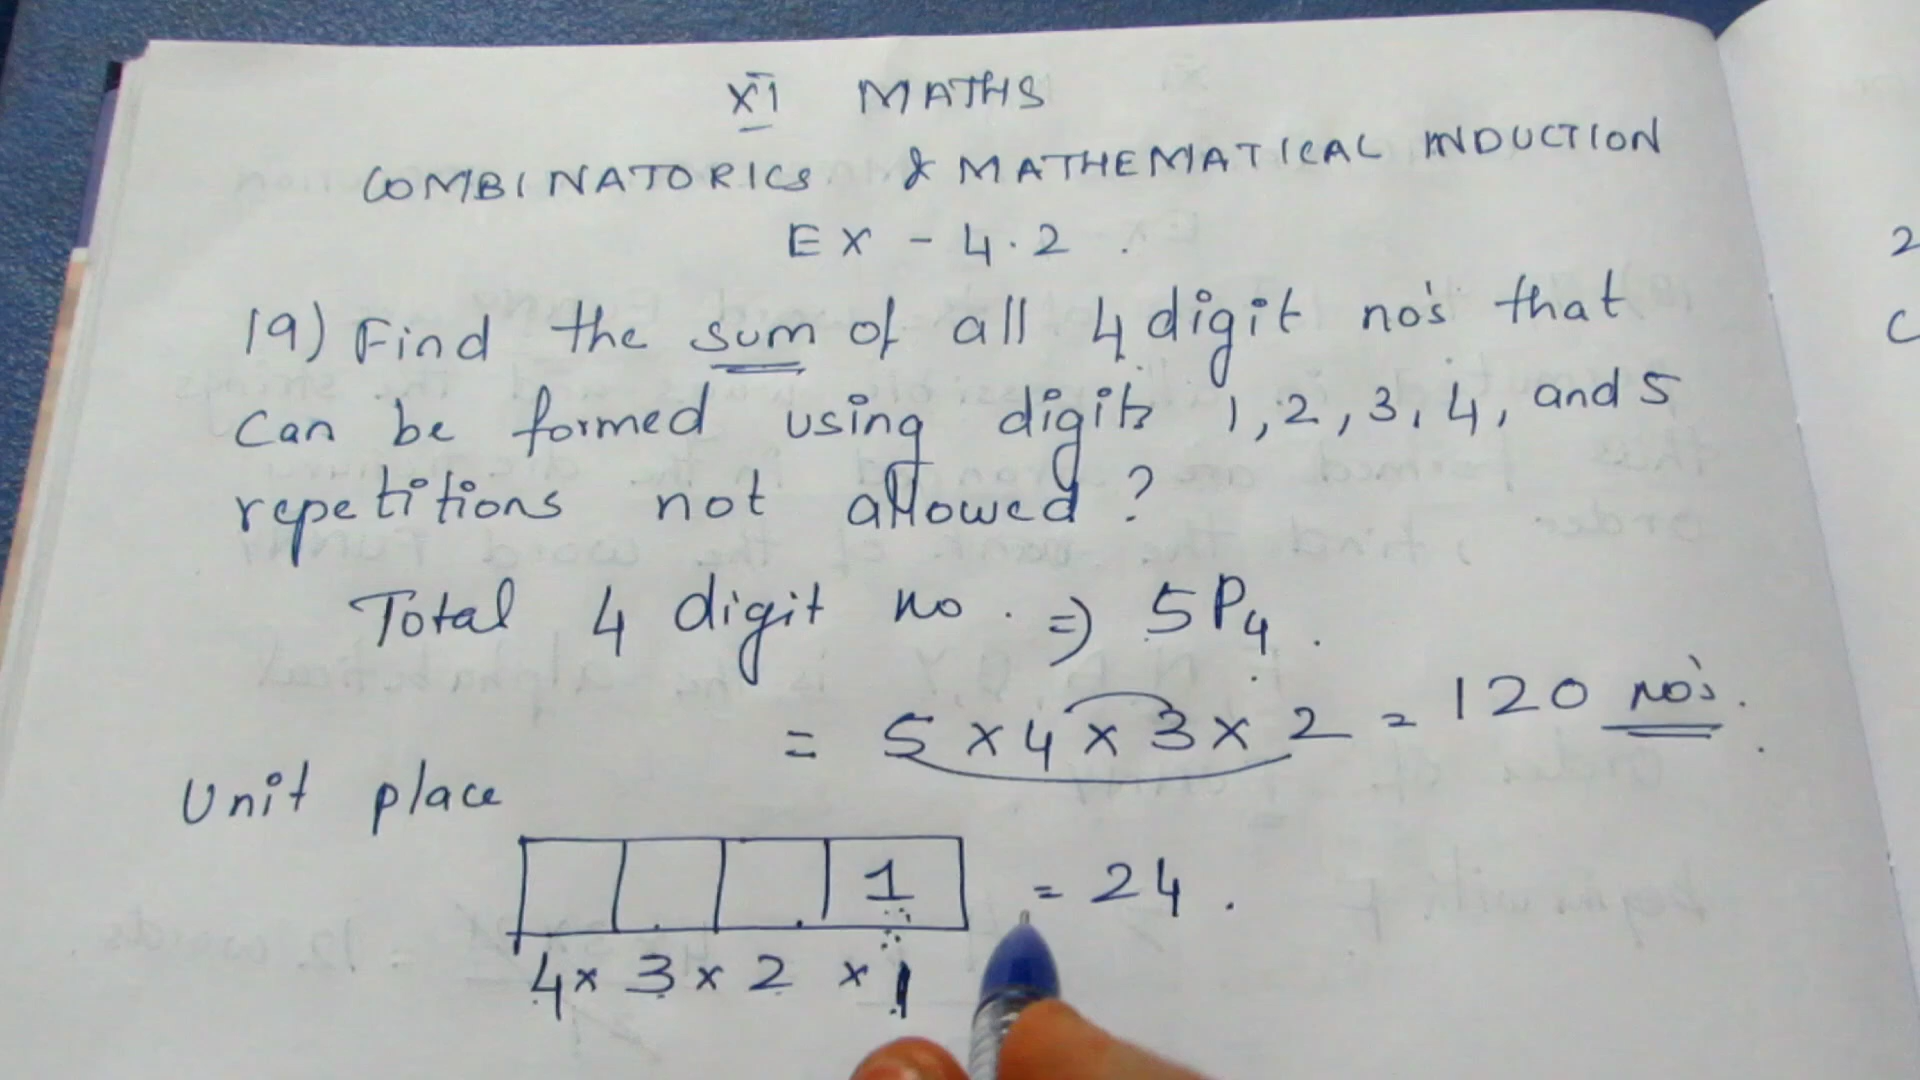 XI MATHS
COMBINATORICS & MATHEMATICAL INDUCTION
EX - 4.2.
19) Find the sum of all 4 digit no's that
can be formed using digits 1, 2, 3, 4, and 5
repetitions not allowed?
Total 4 digit no. ⇒ 5P4.
= 5 x 4 x 3 x 2 = 120 no's.
Unit place
1 = 24.
4 x 3 x 2 x 1
2
C